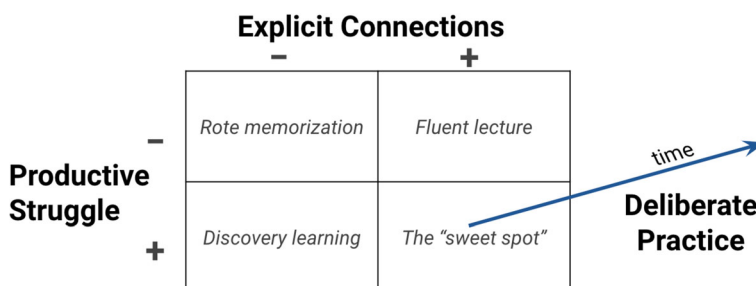 Explicit Connections
− +
Rote memorization Fluent lecture
−
time
Productive
Struggle
Deliberate
Practice
Discovery learning The “sweet spot”
+